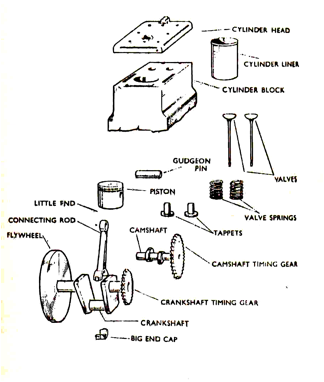 CYLINDER HEAD
CYLINDER LINER
CYLINDER BLOCK
GUDGEON
PIN
VALVES
PISTON
LITTLE END
CONNECTING ROD
VALVE SPRINGS
FLYWHEEL
CAMSHAFT
TAPPETS
CAMSHAFT TIMING GEAR
CRANKSHAFT TIMING GEAR
CRANKSHAFT
BIG END CAP